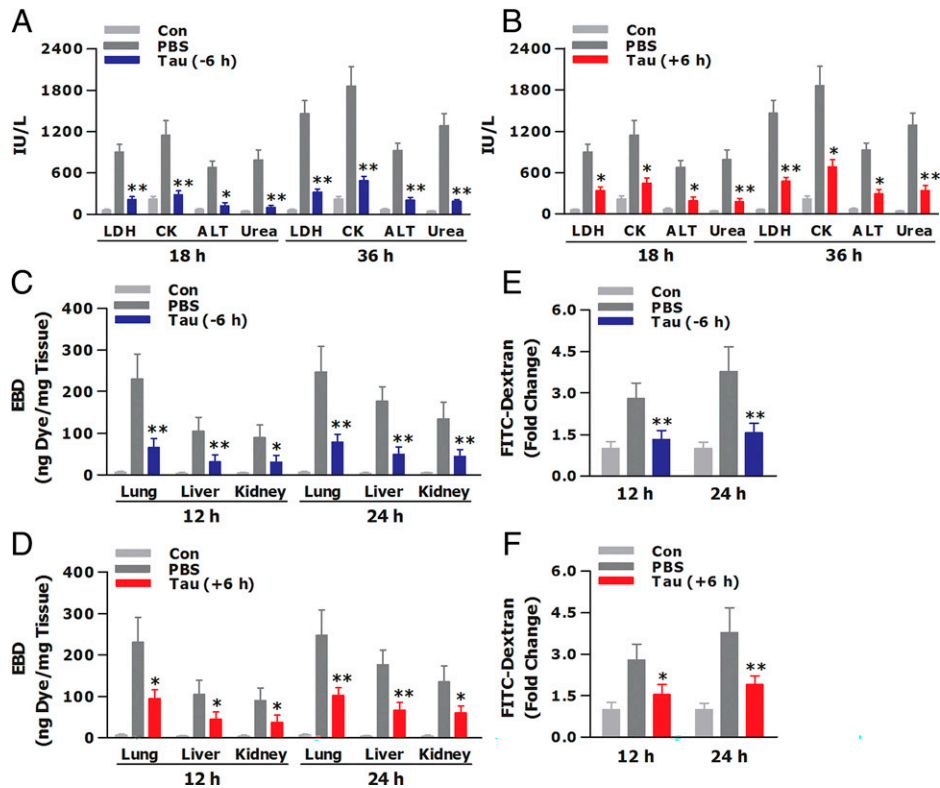 A
Con
PBS
Tau (-6 h)
IU/L
2400
1800
1200
600
0
** ** * ** ** ** ** **
LDH CK ALT Urea LDH CK ALT Urea
18 h 36 h
B
Con
PBS
Tau (+6 h)
IU/L
2400
1800
1200
600
0
* * * ** ** * * **
LDH CK ALT Urea LDH CK ALT Urea
18 h 36 h
C
Con
PBS
Tau (-6 h)
EBD
(ng Dye/mg Tissue)
400
300
200
100
0
** ** * ** ** **
Lung Liver Kidney Lung Liver Kidney
12 h 24 h
E
Con
PBS
Tau (-6 h)
FITC-Dextran
(Fold Change)
6.0
4.5
3.0
1.5
0.0
** **
12 h 24 h
D
Con
PBS
Tau (+6 h)
EBD
(ng Dye/mg Tissue)
400
300
200
100
0
* * * ** ** *
Lung Liver Kidney Lung Liver Kidney
12 h 24 h
F
Con
PBS
Tau (+6 h)
FITC-Dextran
(Fold Change)
6.0
4.5
3.0
1.5
0.0
* **
12 h 24 h